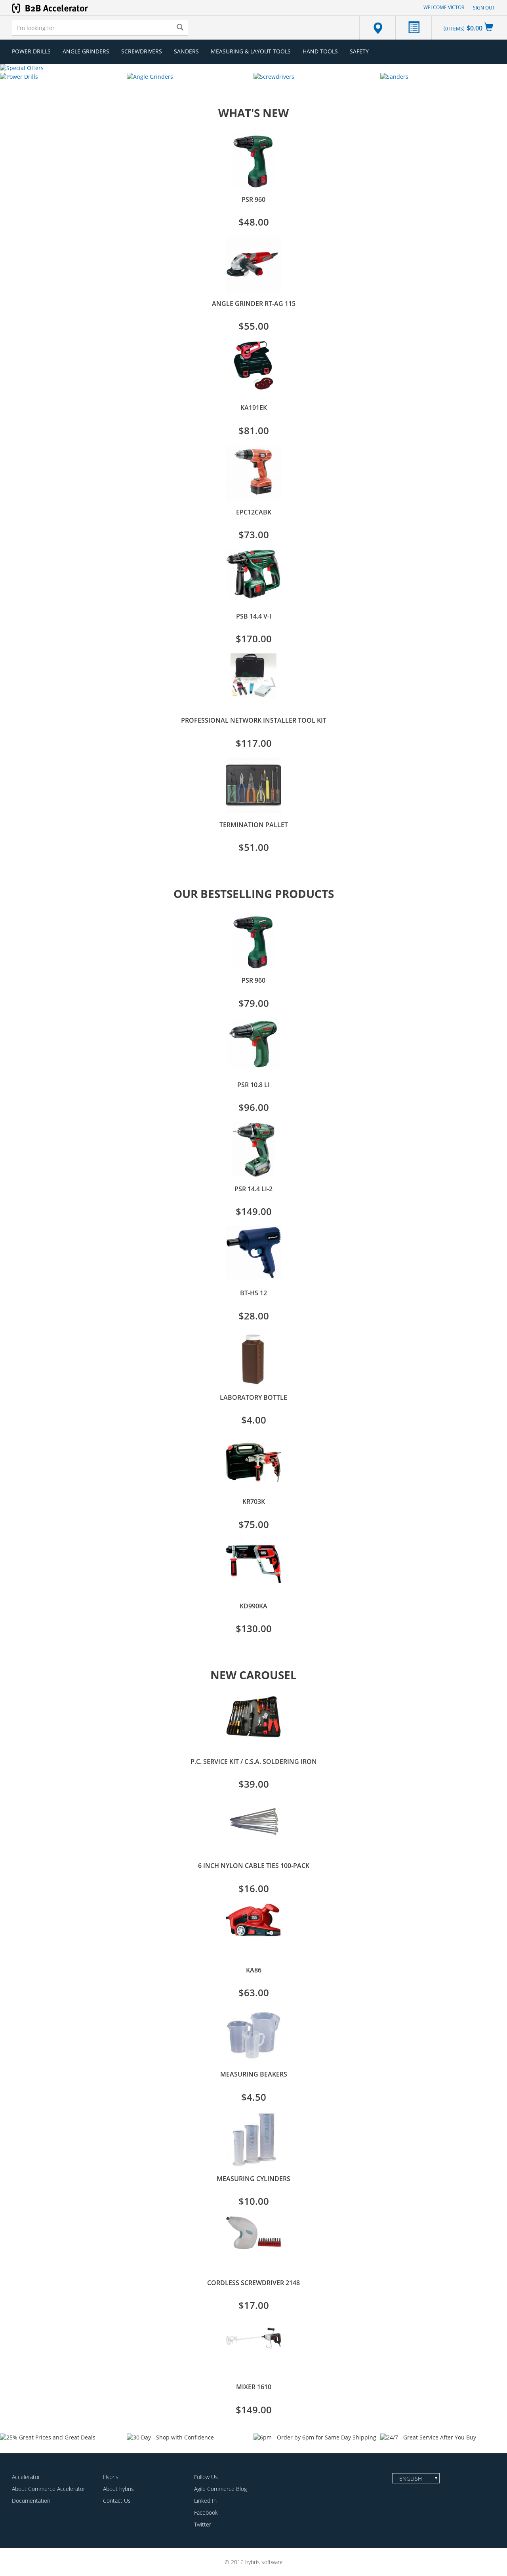 B2B Accelerator
WELCOME VICTOR
SIGN OUT
I'm looking for
(0 ITEMS) $0.00
POWER DRILLS
ANGLE GRINDERS
SCREWDRIVERS
SANDERS
MEASURING & LAYOUT TOOLS
HAND TOOLS
SAFETY
Special Offers
Power Drills
Angle Grinders
Screwdrivers
Sanders
WHAT'S NEW
PSR 960
$48.00
ANGLE GRINDER RT-AG 115
$55.00
KA191EK
$81.00
EPC12CABK
$73.00
PSB 14.4 V-I
$170.00
PROFESSIONAL NETWORK INSTALLER TOOL KIT
$117.00
TERMINATION PALLET
$51.00
OUR BESTSELLING PRODUCTS
PSR 960
$79.00
PSR 10.8 LI
$96.00
PSR 14.4 LI-2
$149.00
BT-HS 12
$28.00
LABORATORY BOTTLE
$4.00
KR703K
$75.00
KD990KA
$130.00
NEW CAROUSEL
P.C. SERVICE KIT / C.S.A. SOLDERING IRON
$39.00
6 INCH NYLON CABLE TIES 100-PACK
$16.00
KA86
$63.00
MEASURING BEAKERS
$4.50
MEASURING CYLINDERS
$10.00
CORDLESS SCREWDRIVER 2148
$17.00
MIXER 1610
$149.00
25% Great Prices and Great Deals
30 Day - Shop with Confidence
6pm - Order by 6pm for Same Day Shipping
24/7 - Great Service After You Buy
Accelerator
About Commerce Accelerator
Documentation
Hybris
About hybris
Contact Us
Follow Us
Agile Commerce Blog
Linked In
Facebook
Twitter
ENGLISH
© 2016 hybris software